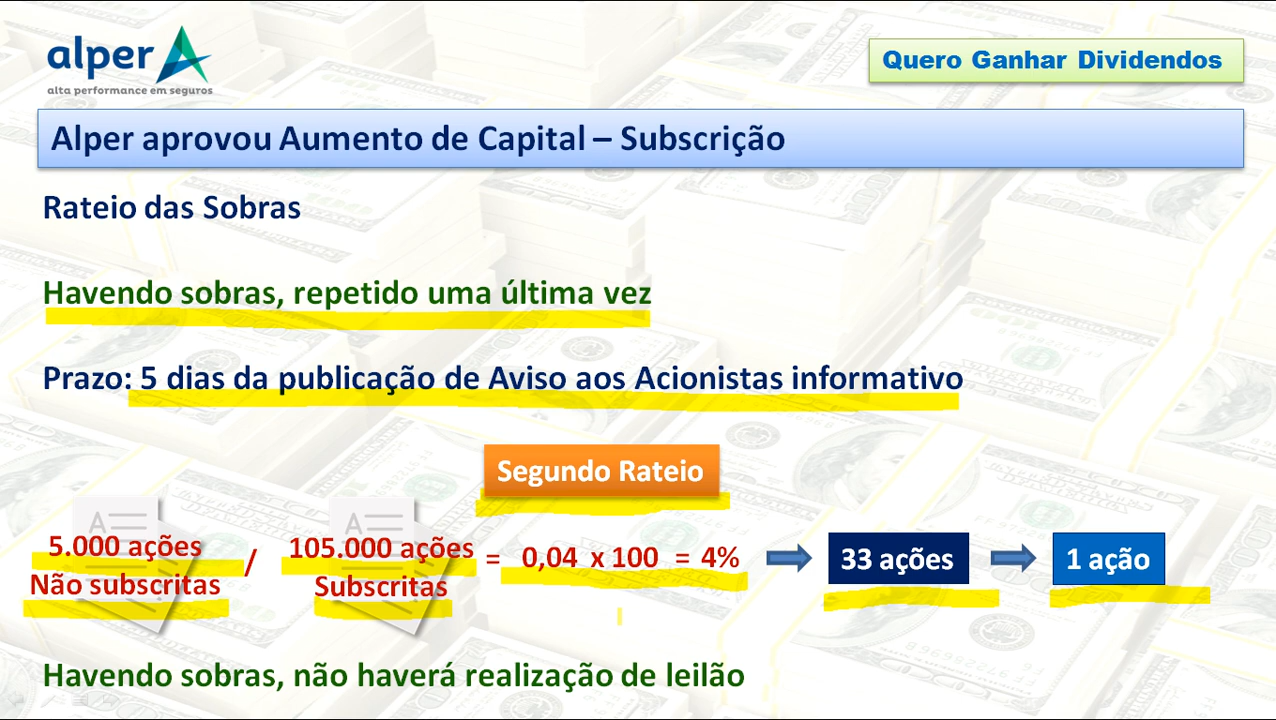 alper
alta performance em seguros
Quero Ganhar Dividendos
Alper aprovou Aumento de Capital – Subscrição
Rateio das Sobras
Havendo sobras, repetido uma última vez
Prazo: 5 dias da publicação de Aviso aos Acionistas informativo
Segundo Rateio
5.000 ações
Não subscritas
/
105.000 ações
Subscritas
= 0,04 x 100 = 4%
33 ações
1 ação
Havendo sobras, não haverá realização de leilão